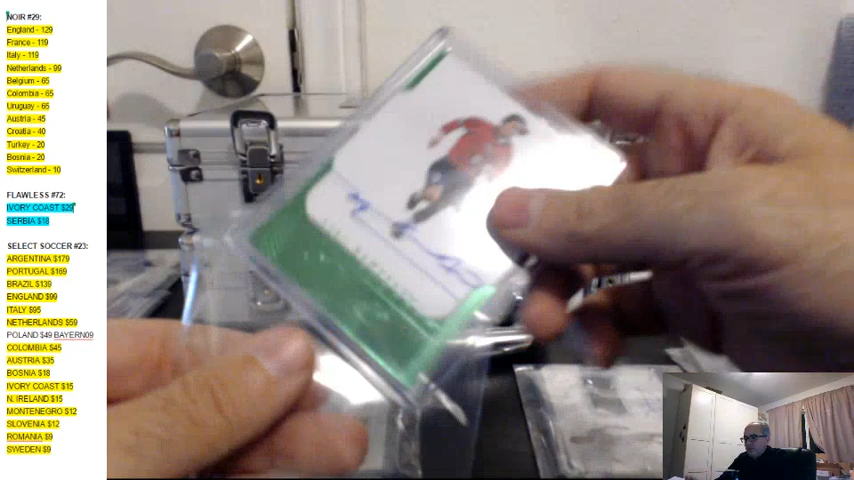 NOIR #29:
England - 129
France - 119
Italy - 119
Netherlands - 99
Belgium - 65
Colombia - 65
Uruguay - 65
Austria - 45
Croatia - 40
Turkey - 20
Bosnia - 20
Switzerland - 10
FLAWLESS #72:
IVORY COAST $29
SERBIA $18
SELECT SOCCER #23:
ARGENTINA $179
PORTUGAL $169
BRAZIL $139
ENGLAND $99
ITALY $95
NETHERLANDS $59
POLAND $49 BAYERN09
COLOMBIA $45
AUSTRIA $35
BOSNIA $18
IVORY COAST $15
N. IRELAND $15
MONTENEGRO $12
SLOVENIA $12
ROMANIA $9
SWEDEN $9